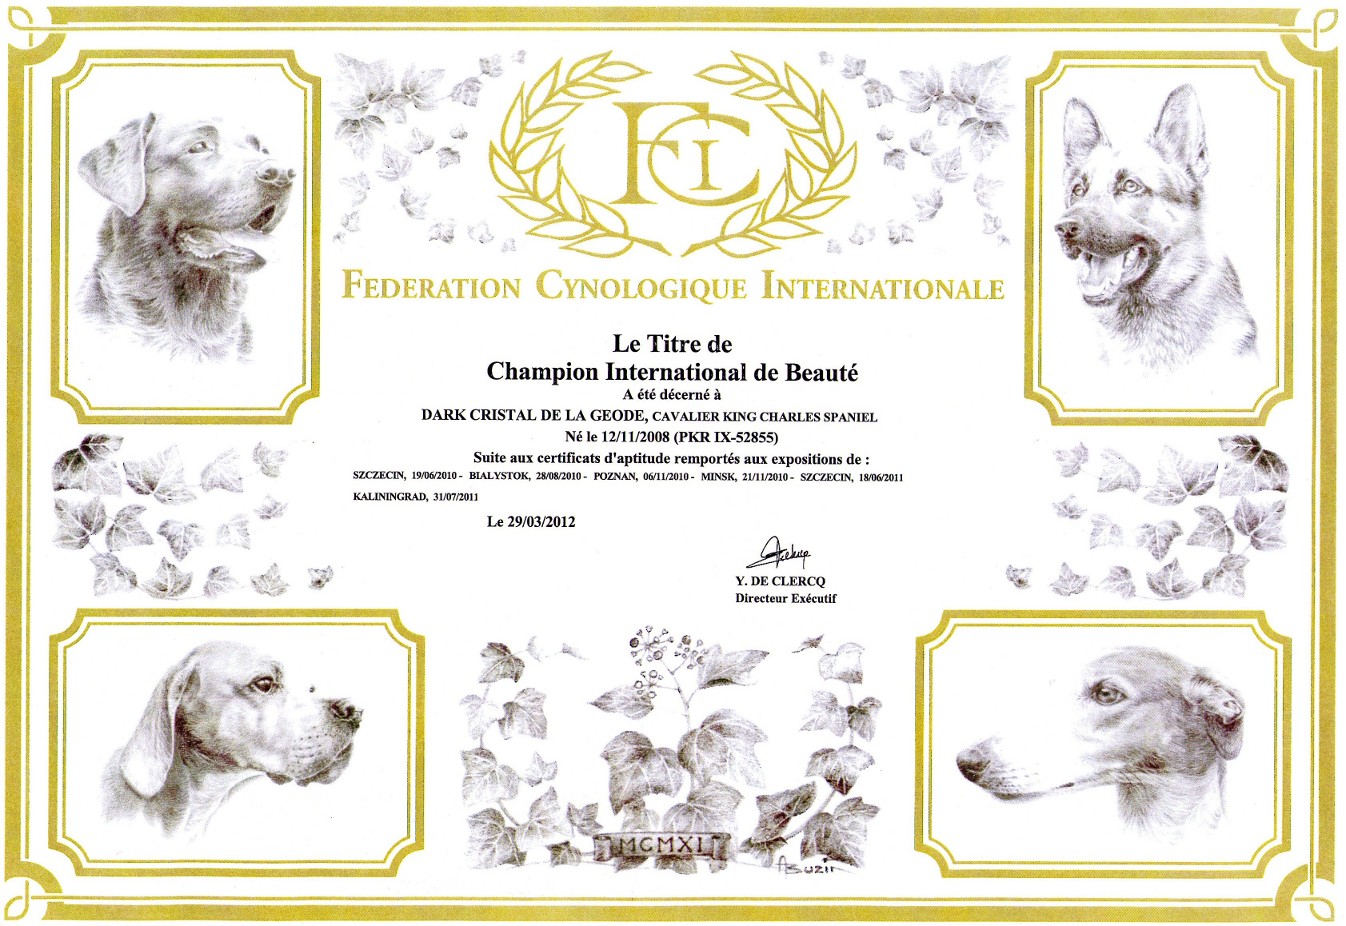 FCI
FEDERATION CYNOLOGIQUE INTERNATIONALE
Le Titre de
Champion International de Beauté
A été décerné à
DARK CRISTAL DE LA GEODE, CAVALIER KING CHARLES SPANIEL
Né le 12/11/2008 (PKR IX-52855)
Suite aux certificats d'aptitude remportés aux expositions de :
SZCZECIN, 19/06/2010 - BIALYSTOK, 28/08/2010 - POZNAN, 06/11/2010 - MINSK, 21/11/2010 - SZCZECIN, 18/06/2011
KALININGRAD, 31/07/2011
Le 29/03/2012
Y. DE CLERCQ
Directeur Exécutif
MCMXI